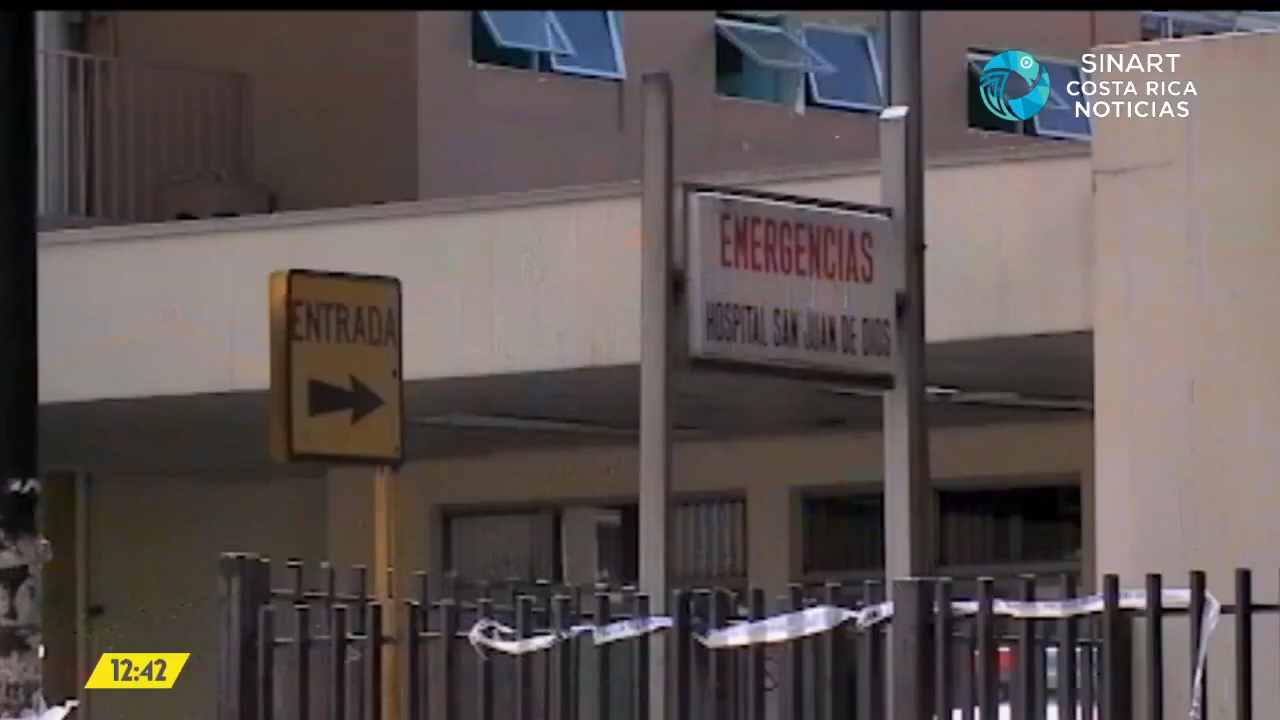 SINART
COSTA RICA
NOTICIAS
EMERGENCIAS
HOSPITAL SAN JUAN DE DIOS
ENTRADA
12:42